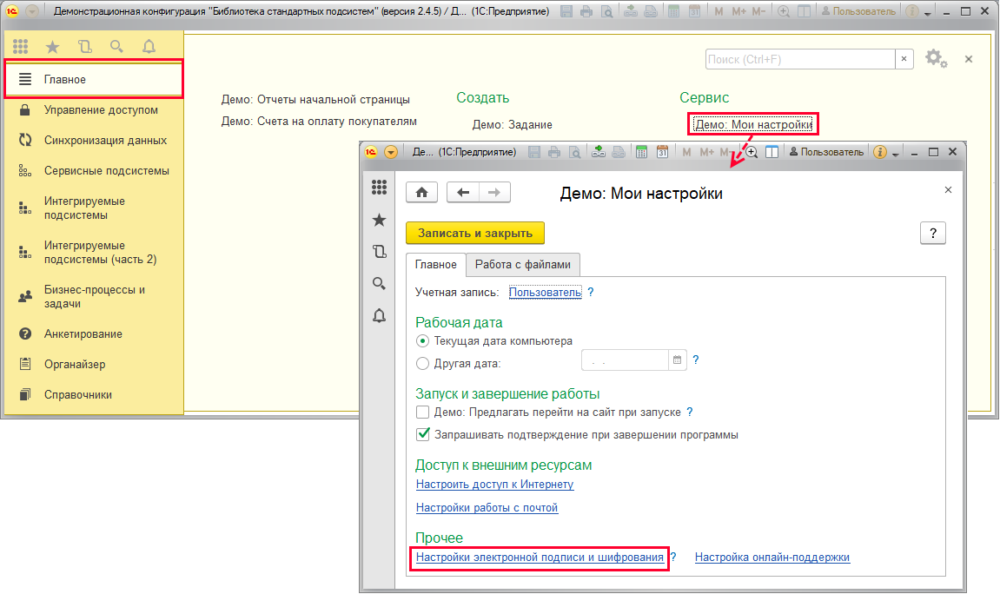 Демонстрационная конфигурация "Библиотека стандартных подсистем" (версия 2.4.5) / Д... (1С:Предприятие)
M M+ M-
Пользователь
Поиск (Ctrl+F)
Главное
Управление доступом
Синхронизация данных
Сервисные подсистемы
Интегрируемые
подсистемы
Интегрируемые
подсистемы (часть 2)
Бизнес-процессы и
задачи
Анкетирование
Органайзер
Справочники
Демо: Отчеты начальной страницы
Демо: Счета на оплату покупателям
Создать
Демо: Задание
Сервис
Демо: Мои настройки
Де... (1С:Предприятие)
31
M M+ M-
Пользователь
Демо: Мои настройки
Записать и закрыть
?
Главное
Работа с файлами
Учетная запись: Пользователь ?
Рабочая дата
Текущая дата компьютера
Другая дата: . . ?
Запуск и завершение работы
Демо: Предлагать перейти на сайт при запуске ?
Запрашивать подтверждение при завершении программы
Доступ к внешним ресурсам
Настроить доступ к Интернету
Настройки работы с почтой
Прочее
Настройки электронной подписи и шифрования ? Настройка онлайн-поддержки